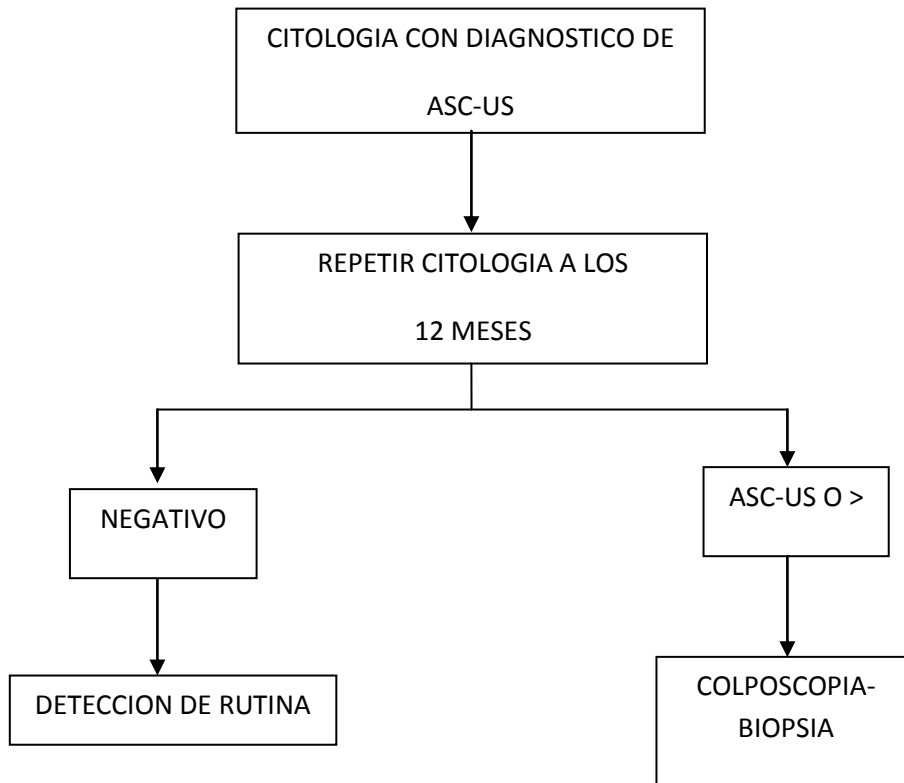 CITOLOGIA CON DIAGNOSTICO DE
ASC-US
REPETIR CITOLOGIA A LOS
12 MESES
NEGATIVO
ASC-US O >
DETECCION DE RUTINA
COLPOSCOPIA-
BIOPSIA